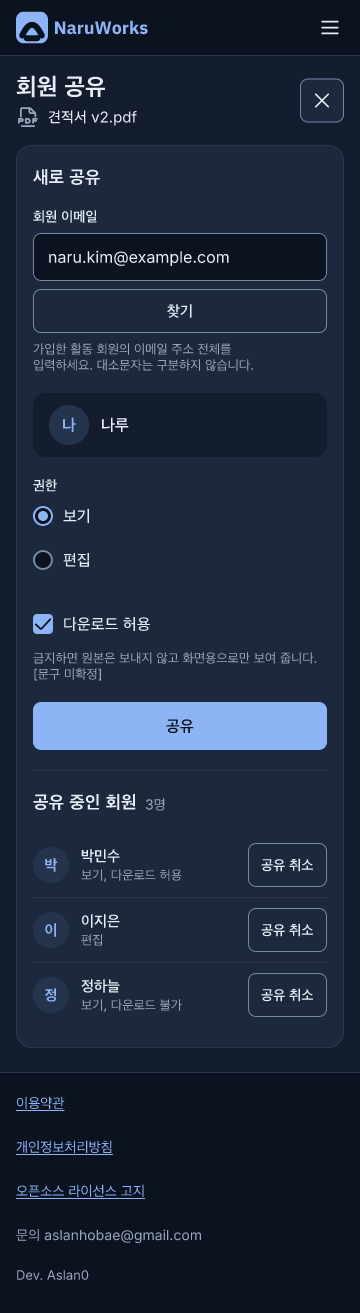 NaruWorks
회원 공유
PDF 견적서 v2.pdf
새로 공유
회원 이메일
naru.kim@example.com
찾기
가입한 활동 회원의 이메일 주소 전체를
입력하세요. 대소문자는 구분하지 않습니다.
나 나루
권한
보기
편집
다운로드 허용
금지하면 원본은 보내지 않고 화면용으로만 보여 줍니다.
[문구 미확정]
공유
공유 중인 회원 3명
박 박민수
보기, 다운로드 허용
공유 취소
이 이지은
편집
공유 취소
정 정하늘
보기, 다운로드 불가
공유 취소
이용약관
개인정보처리방침
오픈소스 라이선스 고지
문의 aslanhobae@gmail.com
Dev. Aslan0